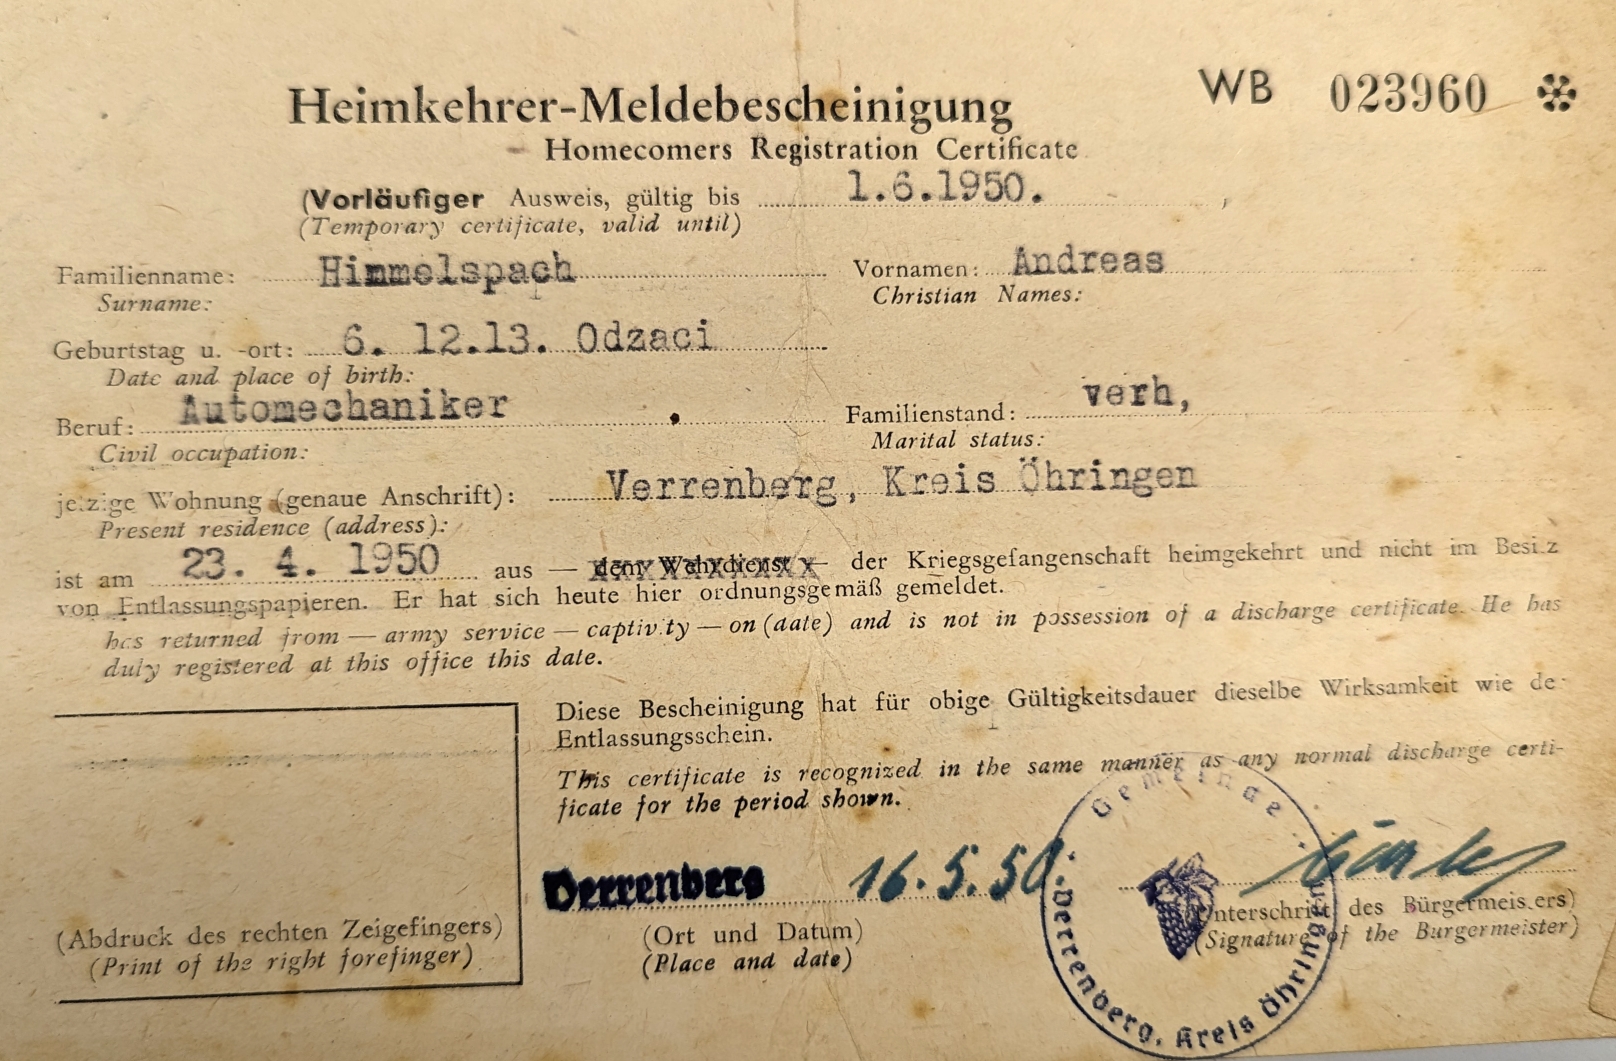 WB 023960
Heimkehrer-Meldebescheinigung
Homecomers Registration Certificate
(Vorläufiger Ausweis, gültig bis 1.6.1950.
(Temporary certificate, valid until)
Familienname: Himmelspach Vornamen: Andreas
Surname: Christian Names:
Geburtstag u. -ort: 6. 12.13. Odzaci
Date and place of birth:
Beruf: Automechaniker Familienstand: verh,
Civil occupation: Marital status:
jetzige Wohnung (genaue Anschrift): Verrenberg, Kreis Öhringen
Present residence (address):
ist am 23. 4. 1950 aus — dem Wehrdienst — der Kriegsgefangenschaft heimgekehrt und nicht im Besitz
von Entlassungspapieren. Er hat sich heute hier ordnungsgemäß gemeldet.
has returned from — army service — captivity — on (date) and is not in possession of a discharge certificate. He has
duly registered at this office this date.
Diese Bescheinigung hat für obige Gültigkeitsdauer dieselbe Wirksamkeit wie de
Entlassungsschein.
This certificate is recognized in the same manner as any normal discharge certi-
ficate for the period shown.
Verrenberg 16.5.50.
(Abdruck des rechten Zeigefingers)
(Print of the right forefinger)
(Ort und Datum)
(Place and date)
(Unterschrift des Bürgermeisters)
(Signature of the Burgermeister)
Gemeinde
Verrenberg, Kreis Öhringen